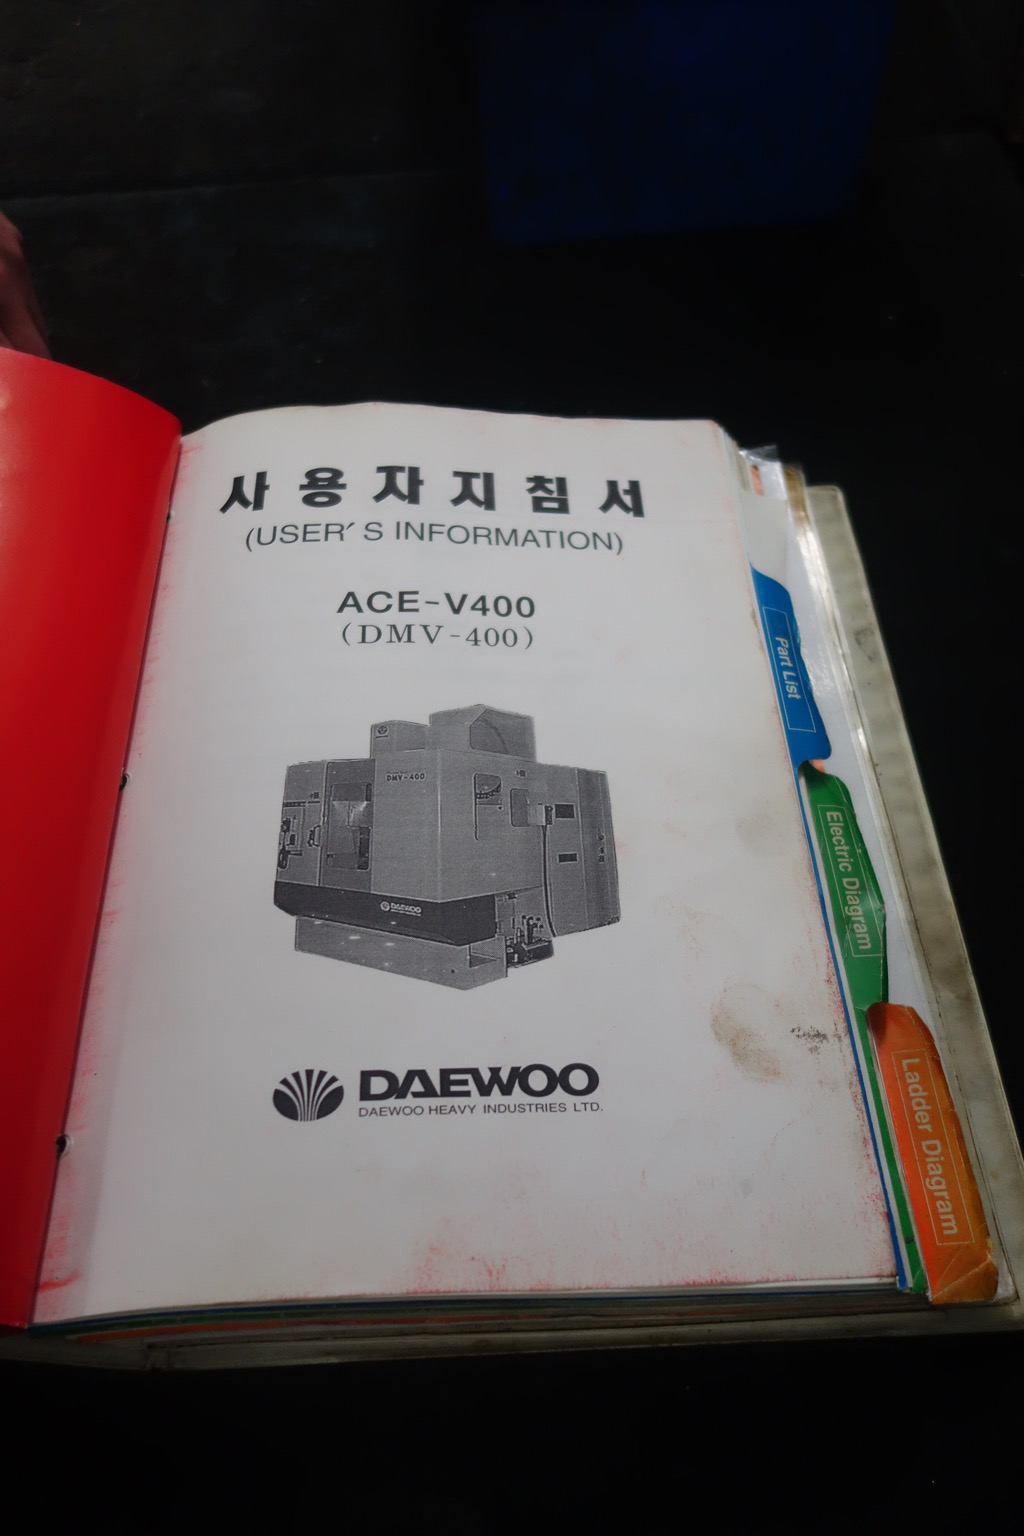 사용자지침서
(USER' S INFORMATION)
ACE-V400
(DMV-400)
DMV-400
DAEWOO
DAEWOO
DAEWOO HEAVY INDUSTRIES LTD.
Part List
Electric Diagram
Ladder Diagram